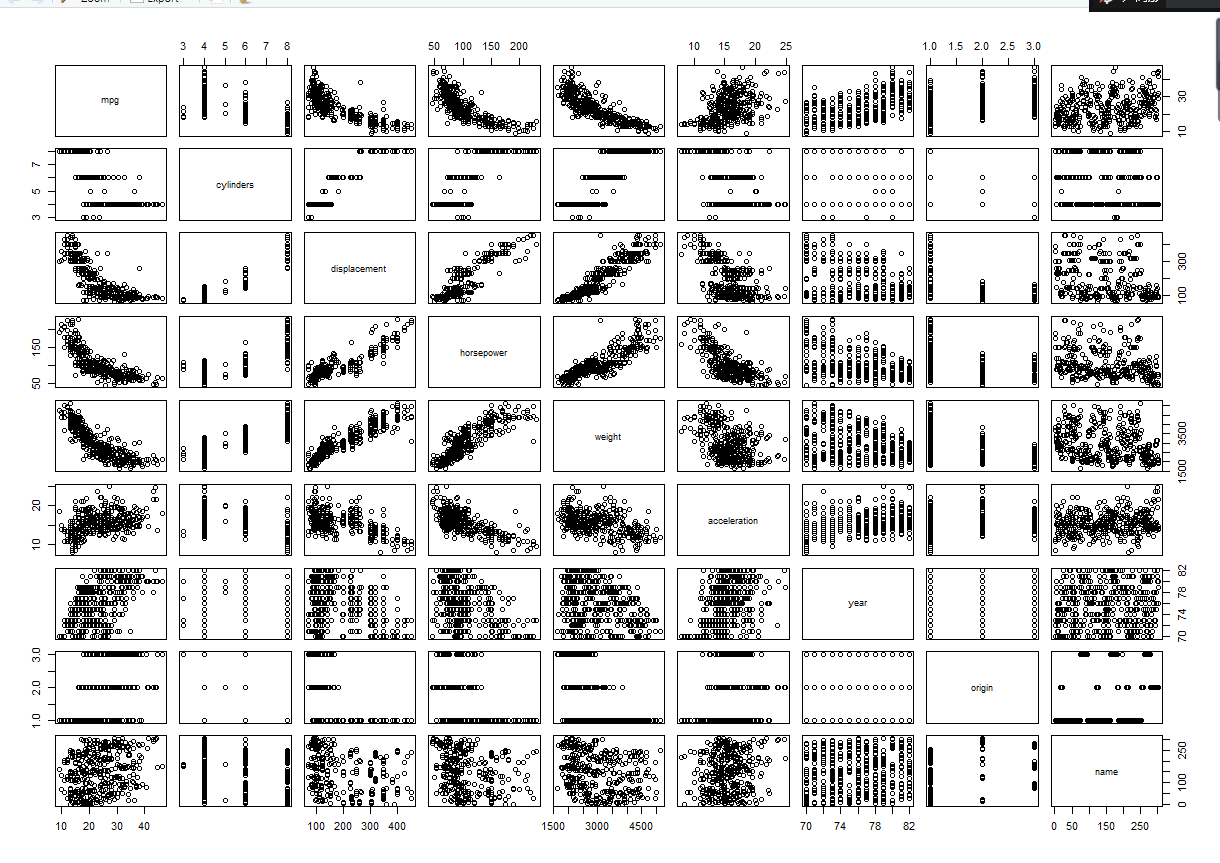 Zoom Export
3 4 5 6 7 8 50 100 150 200 10 15 20 25 1.0 1.5 2.0 2.5 3.0
mpg 10 30
3 5 7 cylinders
displacement 100 300
50 150 horsepower
weight 1500 3500
10 20 acceleration
year 70 74 78 82
1.0 2.0 3.0 origin
name 0 100 250
10 20 30 40 100 200 300 400 1500 3000 4500 70 74 78 82 0 50 150 250